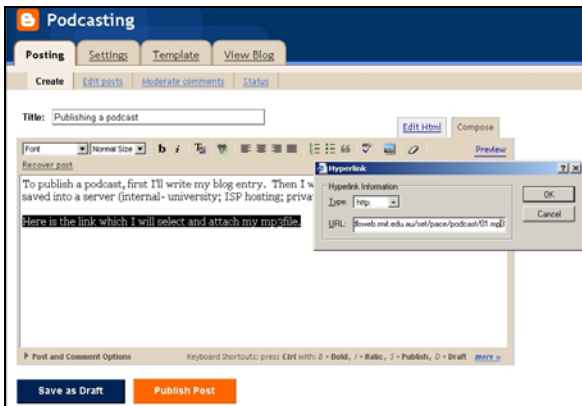 Podcasting
Posting Settings Template View Blog
Create Edit posts Moderate comments Status
Title: Publishing a podcast
Edit Html Compose
Font Normal Size b i Preview
Recover post
Hyperlink
Hyperlink Information
Type: http:
URL: dsweb.rmit.edu.au/set/pace/podcast/01.mp3
OK
Cancel
To publish a podcast, first I'll write my blog entry. Then I w
saved into a server (internal- university; ISP hosting; priva
Here is the link which I will select and attach my mp3file.
Post and Comment Options Keyboard Shortcuts: press Ctrl with: B = Bold, I = Italic, S = Publish, D = Draft more »
Save as Draft Publish Post